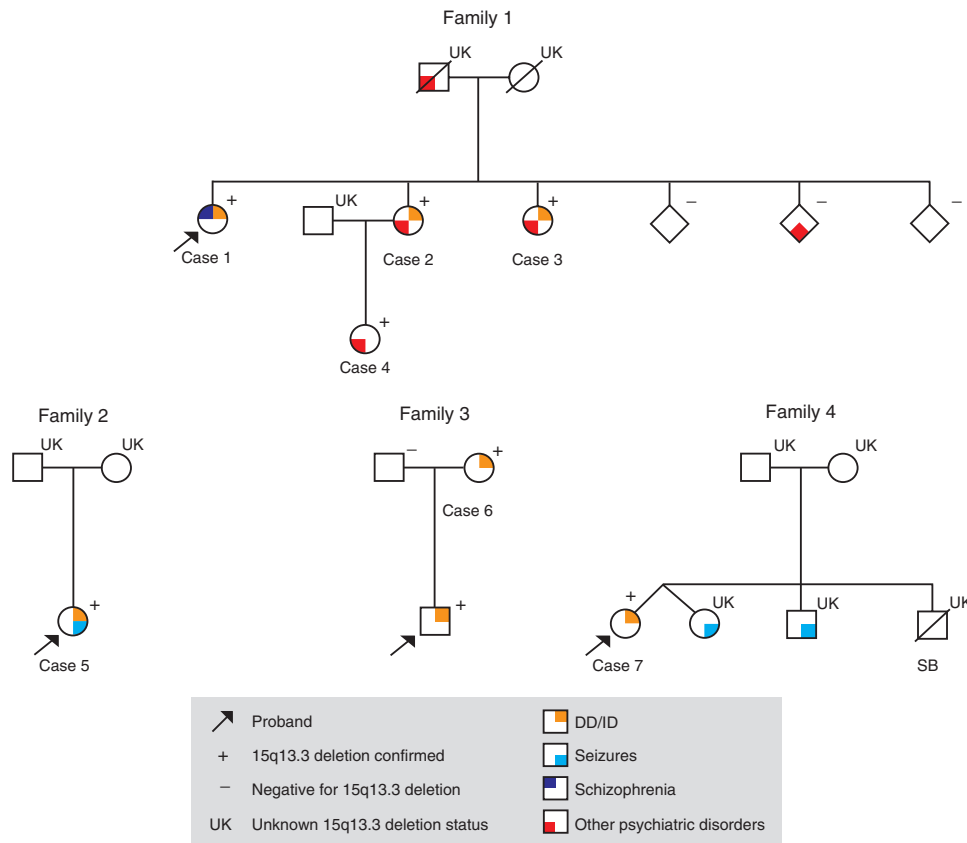 Family 1
UK UK
UK
+ + + – – –
Case 1 Case 2 Case 3
+
Case 4
Family 2 Family 3 Family 4
UK UK – + UK UK
Case 6
+ + + UK UK UK
Case 5 Case 7 SB
Proband DD/ID
+ 15q13.3 deletion confirmed Seizures
– Negative for 15q13.3 deletion Schizophrenia
UK Unknown 15q13.3 deletion status Other psychiatric disorders